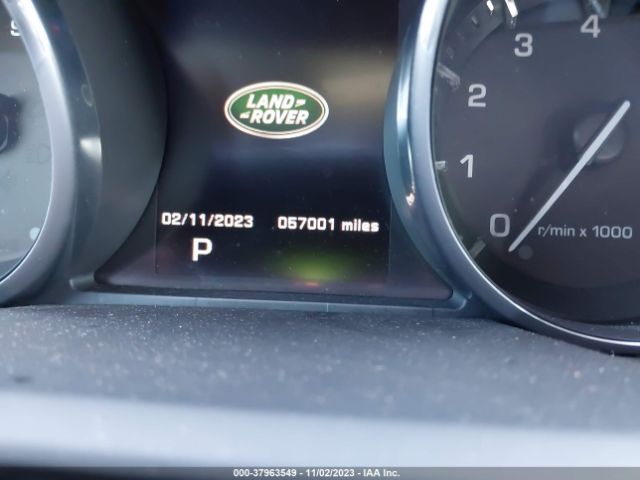 LAND
ROVER
02/11/2023 057001 miles
P
4
3
2
1
0
r/min x 1000
000-37963549 - 11/02/2023 - IAA Inc.